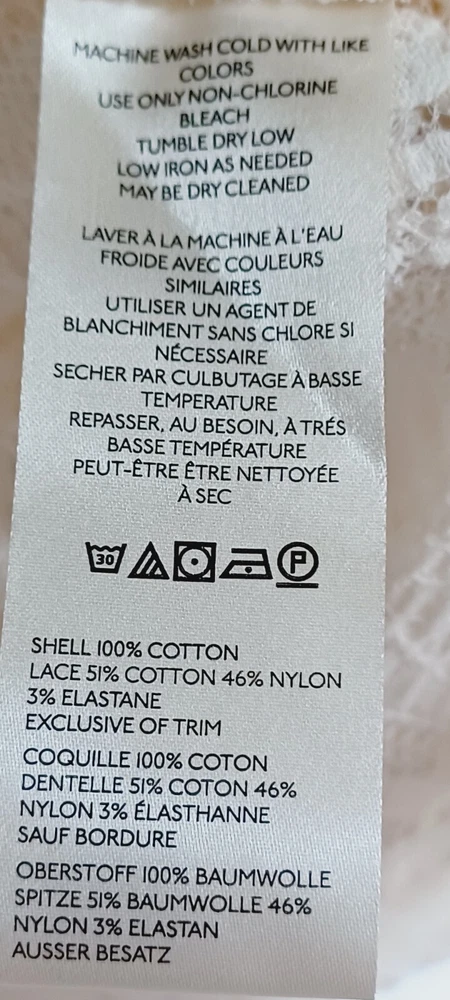 MACHINE WASH COLD WITH LIKE
COLORS
USE ONLY NON-CHLORINE
BLEACH
TUMBLE DRY LOW
LOW IRON AS NEEDED
MAY BE DRY CLEANED
LAVER À LA MACHINE À L'EAU
FROIDE AVEC COULEURS
SIMILAIRES
UTILISER UN AGENT DE
BLANCHIMENT SANS CHLORE SI
NÉCESSAIRE
SECHER PAR CULBUTAGE À BASSE
TEMPERATURE
REPASSER, AU BESOIN, À TRÉS
BASSE TEMPÉRATURE
PEUT-ÊTRE ÊTRE NETTOYÉE
À SEC
30 P
SHELL 100% COTTON
LACE 51% COTTON 46% NYLON
3% ELASTANE
EXCLUSIVE OF TRIM
COQUILLE 100% COTON
DENTELLE 51% COTON 46%
NYLON 3% ÉLASTHANNE
SAUF BORDURE
OBERSTOFF 100% BAUMWOLLE
SPITZE 51% BAUMWOLLE 46%
NYLON 3% ELASTAN
AUSSER BESATZ